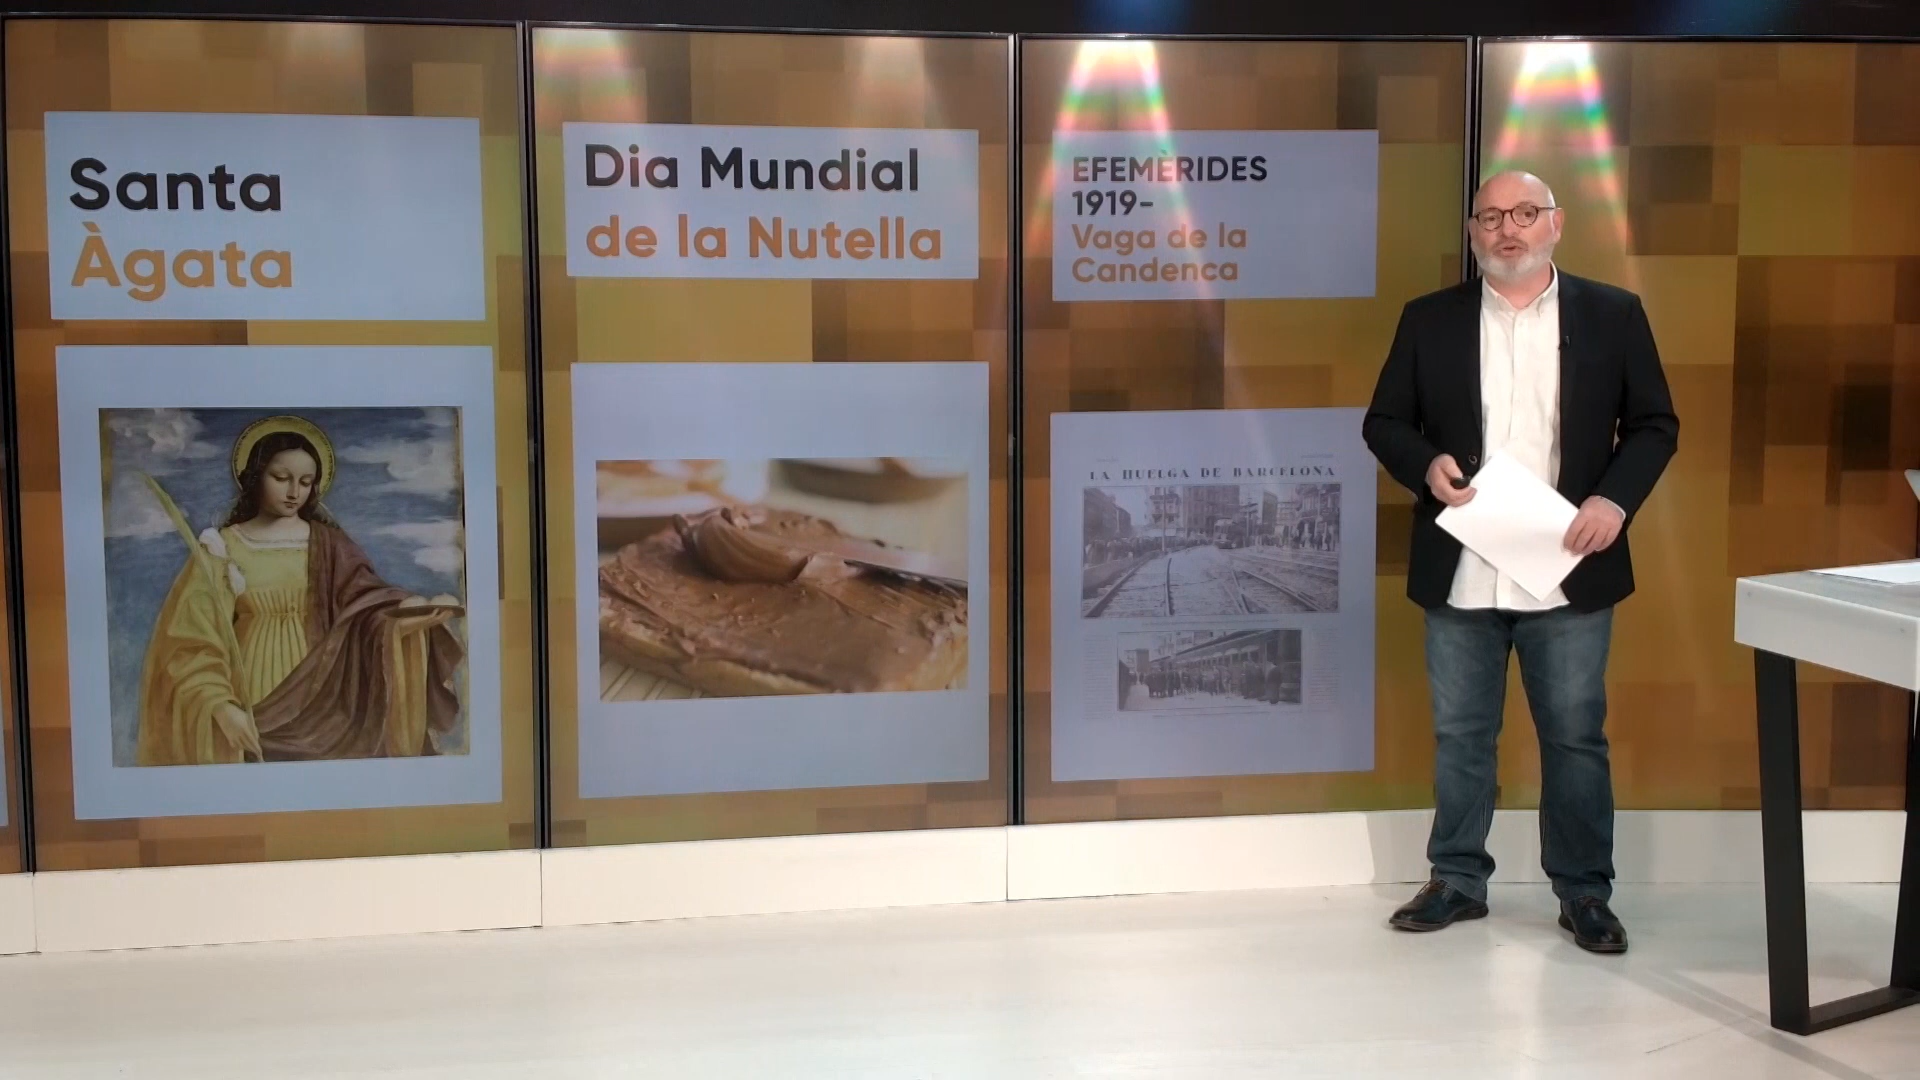 Santa
Àgata
Dia Mundial
de la Nutella
EFEMÈRIDES
1919-
Vaga de la
Candenca
LA HUELGA DE BARCELONA